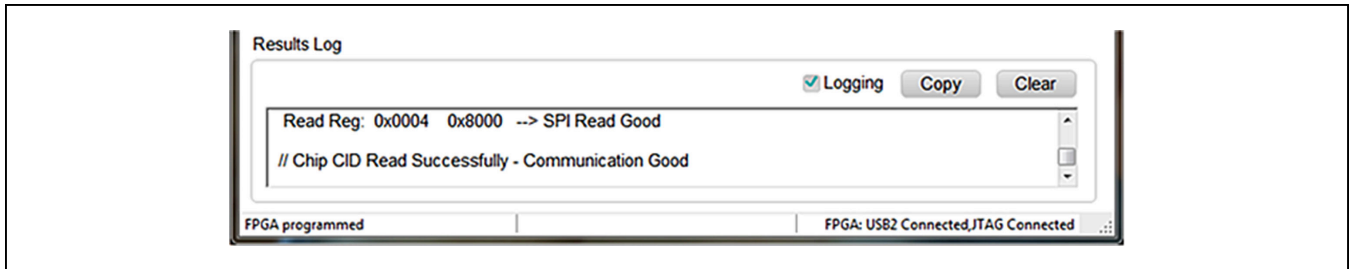 Results Log
Logging Copy Clear
Read Reg: 0x0004 0x8000 --> SPI Read Good
// Chip CID Read Successfully - Communication Good
FPGA programmed FPGA: USB2 Connected,JTAG Connected